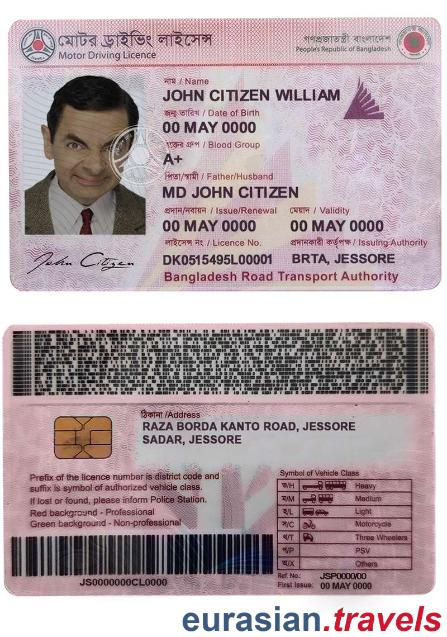 মোটর ড্রাইভিং লাইসেন্স
Motor Driving Licence
গণপ্রজাতন্ত্রী বাংলাদেশ
People's Republic of Bangladesh
নাম / Name
JOHN CITIZEN WILLIAM
জন্ম তারিখ / Date of Birth
00 MAY 0000
রক্তের গ্রুপ / Blood Group
A+
পিতা/স্বামী / Father/Husband
MD JOHN CITIZEN
প্রদান/নবায়ন / Issue/Renewal মেয়াদ / Validity
00 MAY 0000 00 MAY 0000
লাইসেন্স নং / Licence No. প্রদানকারী কর্তৃপক্ষ / Issuing Authority
DK0515495L00001 BRTA, JESSORE
Bangladesh Road Transport Authority
John Citizen
ঠিকানা /Address
RAZA BORDA KANTO ROAD, JESSORE
SADAR, JESSORE
Prefix of the licence number is district code and
suffix is symbol of authorized vehicle class.
If lost or found, please inform Police Station.
Red background - Professional
Green background - Non-professional
Symbol of Vehicle Class
ভ/H Heavy
ম/M Medium
হ/L Light
Motorcycle
Three Wheelers
PSV
Others
JS0000000CL0000
Ref. No: JSP0000/00
First Issue: 00 MAY 0000
eurasian.travels